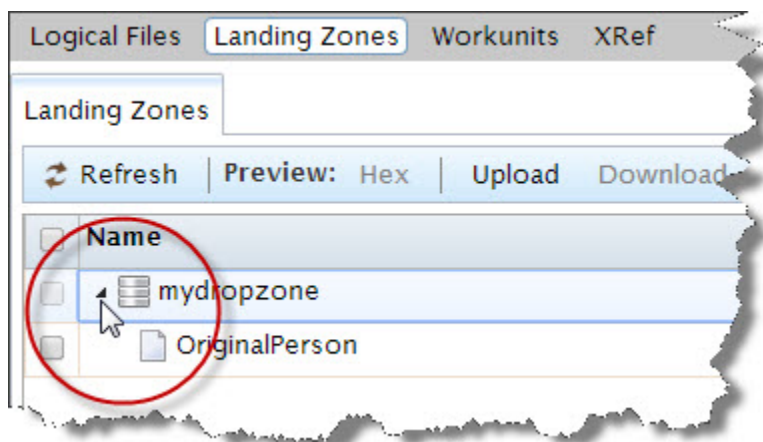 Logical Files Landing Zones Workunits XRef
Landing Zones
Refresh Preview: Hex Upload Download
Name
mydropzone
OriginalPerson